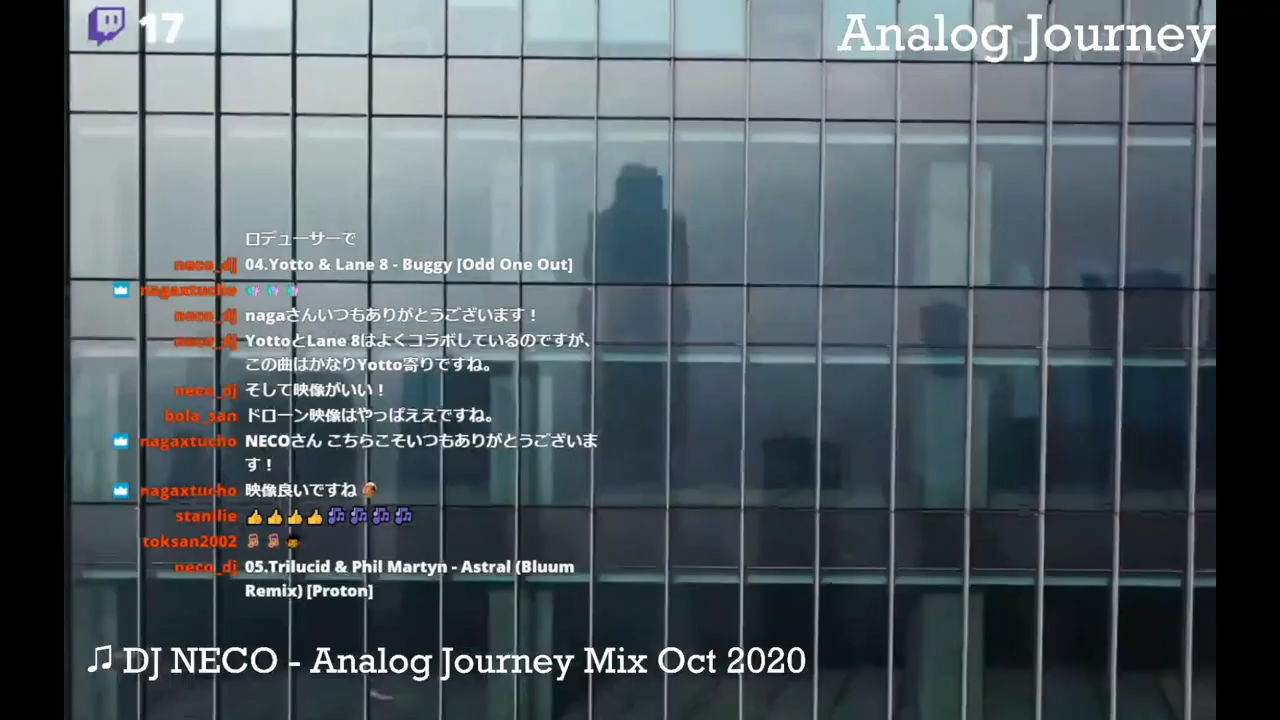 17
Analog Journey
ロデューサーで
neco_dj 04.Yotto & Lane 8 - Buggy [Odd One Out]
nagaxtucho
neco_dj nagaさんいつもありがとうございます！
neco_dj YottoとLane 8はよくコラボしているのですが、
この曲はかなりYotto寄りですね。
neco_dj そして映像がいい！
bola_san ドローン映像はやっぱええですね。
nagaxtucho NECOさん こちらこそいつもありがとうございま
す！
nagaxtucho 映像良いですね🍺
stanilie 👍👍👍👍🎶🎶🎶🎶
toksan2002
neco_dj 05.Trilucid & Phil Martyn - Astral (Bluum
Remix) [Proton]
♫ DJ NECO - Analog Journey Mix Oct 2020